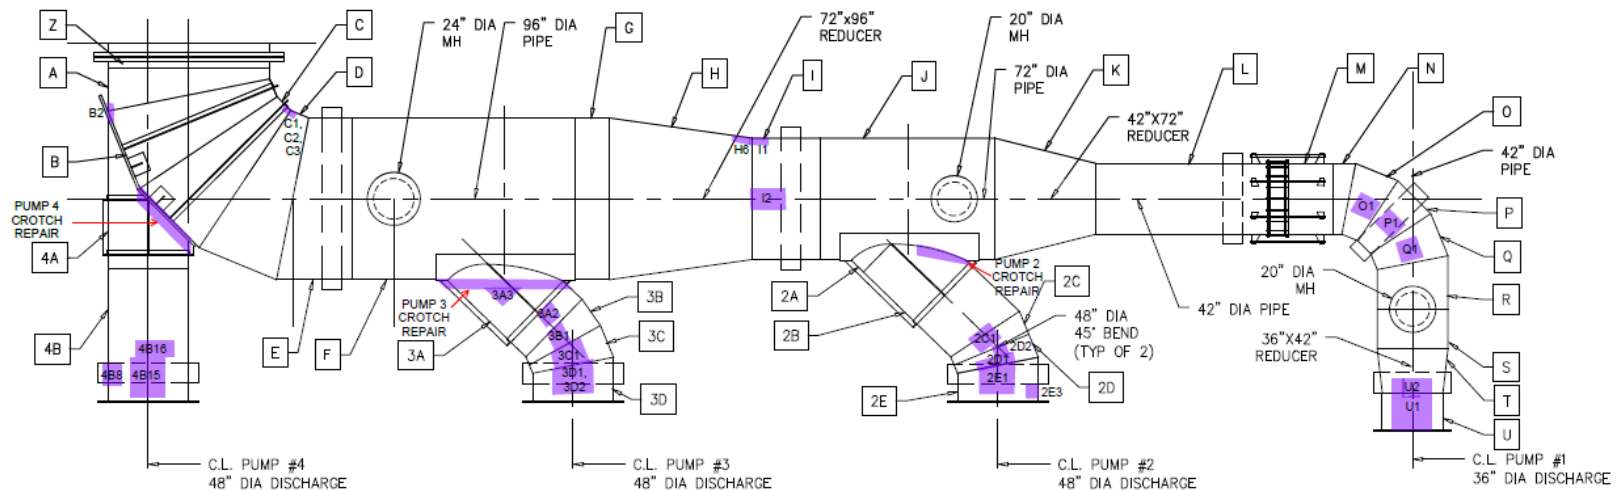 Z
C
A
D
24" DIA
MH
96" DIA
PIPE
G
72"x96"
REDUCER
H
I
J
20" DIA
MH
72" DIA
PIPE
K
L
M
N
O
42"X72"
REDUCER
42" DIA
PIPE
B2
C1,
C2,
C3
B
H6
I1
I2
PUMP 4
CROTCH
REPAIR
4A
O1
P1
Q1
P
Q
R
3A3
PUMP 3
CROTCH
REPAIR
3A2
3B
3B1
3C
3C1
3D1,
3D2
3A
3D
E
F
2A
2B
PUMP 2
CROTCH
REPAIR
2C
48" DIA
45° BEND
(TYP OF 2)
2D2
2D1
2E1
2E3
2D
2E
42" DIA PIPE
20" DIA
MH
36"X42"
REDUCER
S
T
U
U2
U1
4B
4B16
4B8
4B15
C.L. PUMP #4
48" DIA DISCHARGE
C.L. PUMP #3
48" DIA DISCHARGE
C.L. PUMP #2
48" DIA DISCHARGE
C.L. PUMP #1
36" DIA DISCHARGE